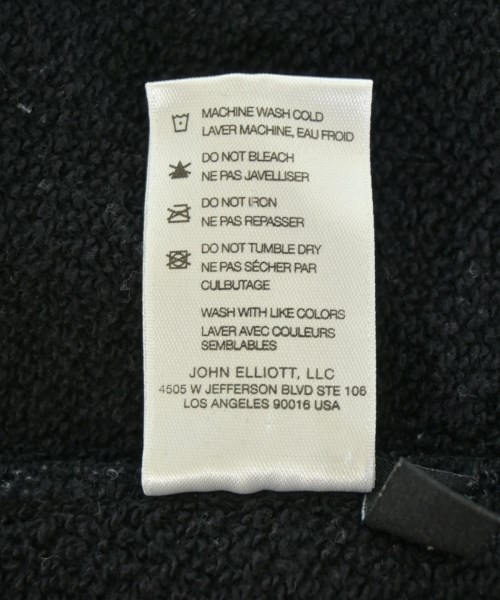 MACHINE WASH COLD
LAVER MACHINE, EAU FROID
DO NOT BLEACH
NE PAS JAVELLISER
DO NOT IRON
NE PAS REPASSER
DO NOT TUMBLE DRY
NE PAS SÉCHER PAR
CULBUTAGE
WASH WITH LIKE COLORS
LAVER AVEC COULEURS
SEMBLABLES
JOHN ELLIOTT, LLC
4505 W JEFFERSON BLVD STE 106
LOS ANGELES 90016 USA